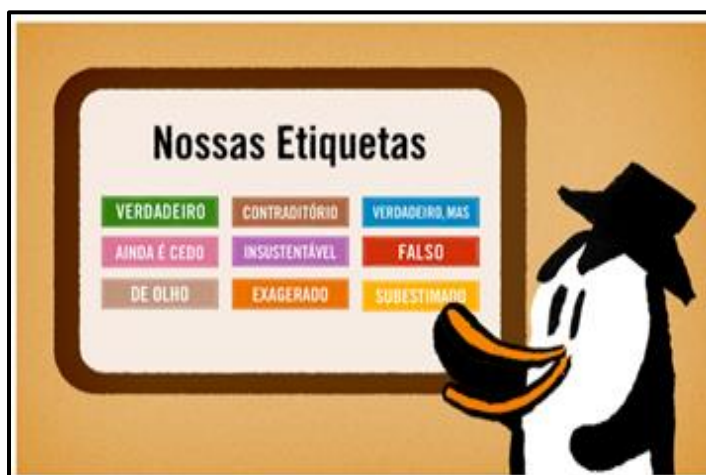 Nossas Etiquetas
VERDADEIRO CONTRADITÓRIO VERDADEIRO, MAS
AINDA É CEDO INSUSTENTÁVEL FALSO
DE OLHO EXAGERADO SUBESTIMADO